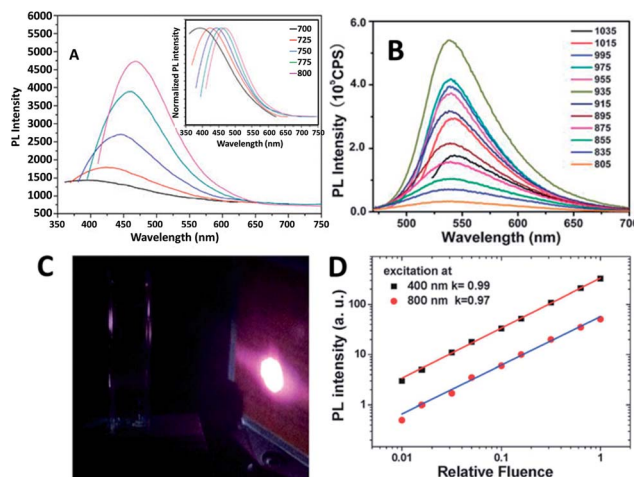 A
PL Intensity
6000
5500
5000
4500
4000
3500
3000
2500
2000
1500
1000
500
350 400 450 500 550 600 650 700 750
Wavelength (nm)
Normalized PL intensity
700
725
750
775
800
350 400 450 500 550 600 650 700 750
Wavelength (nm)
B
PL Intensity (10⁵CPS)
6.0
4.0
2.0
0.0
500 550 600 650 700
Wavelength (nm)
1035
1015
995
975
955
935
915
895
875
855
835
805
C
D
PL intensity (a. u.)
100
10
1
excitation at
400 nm k= 0.99
800 nm k=0.97
0.01 0.1 1
Relative Fluence